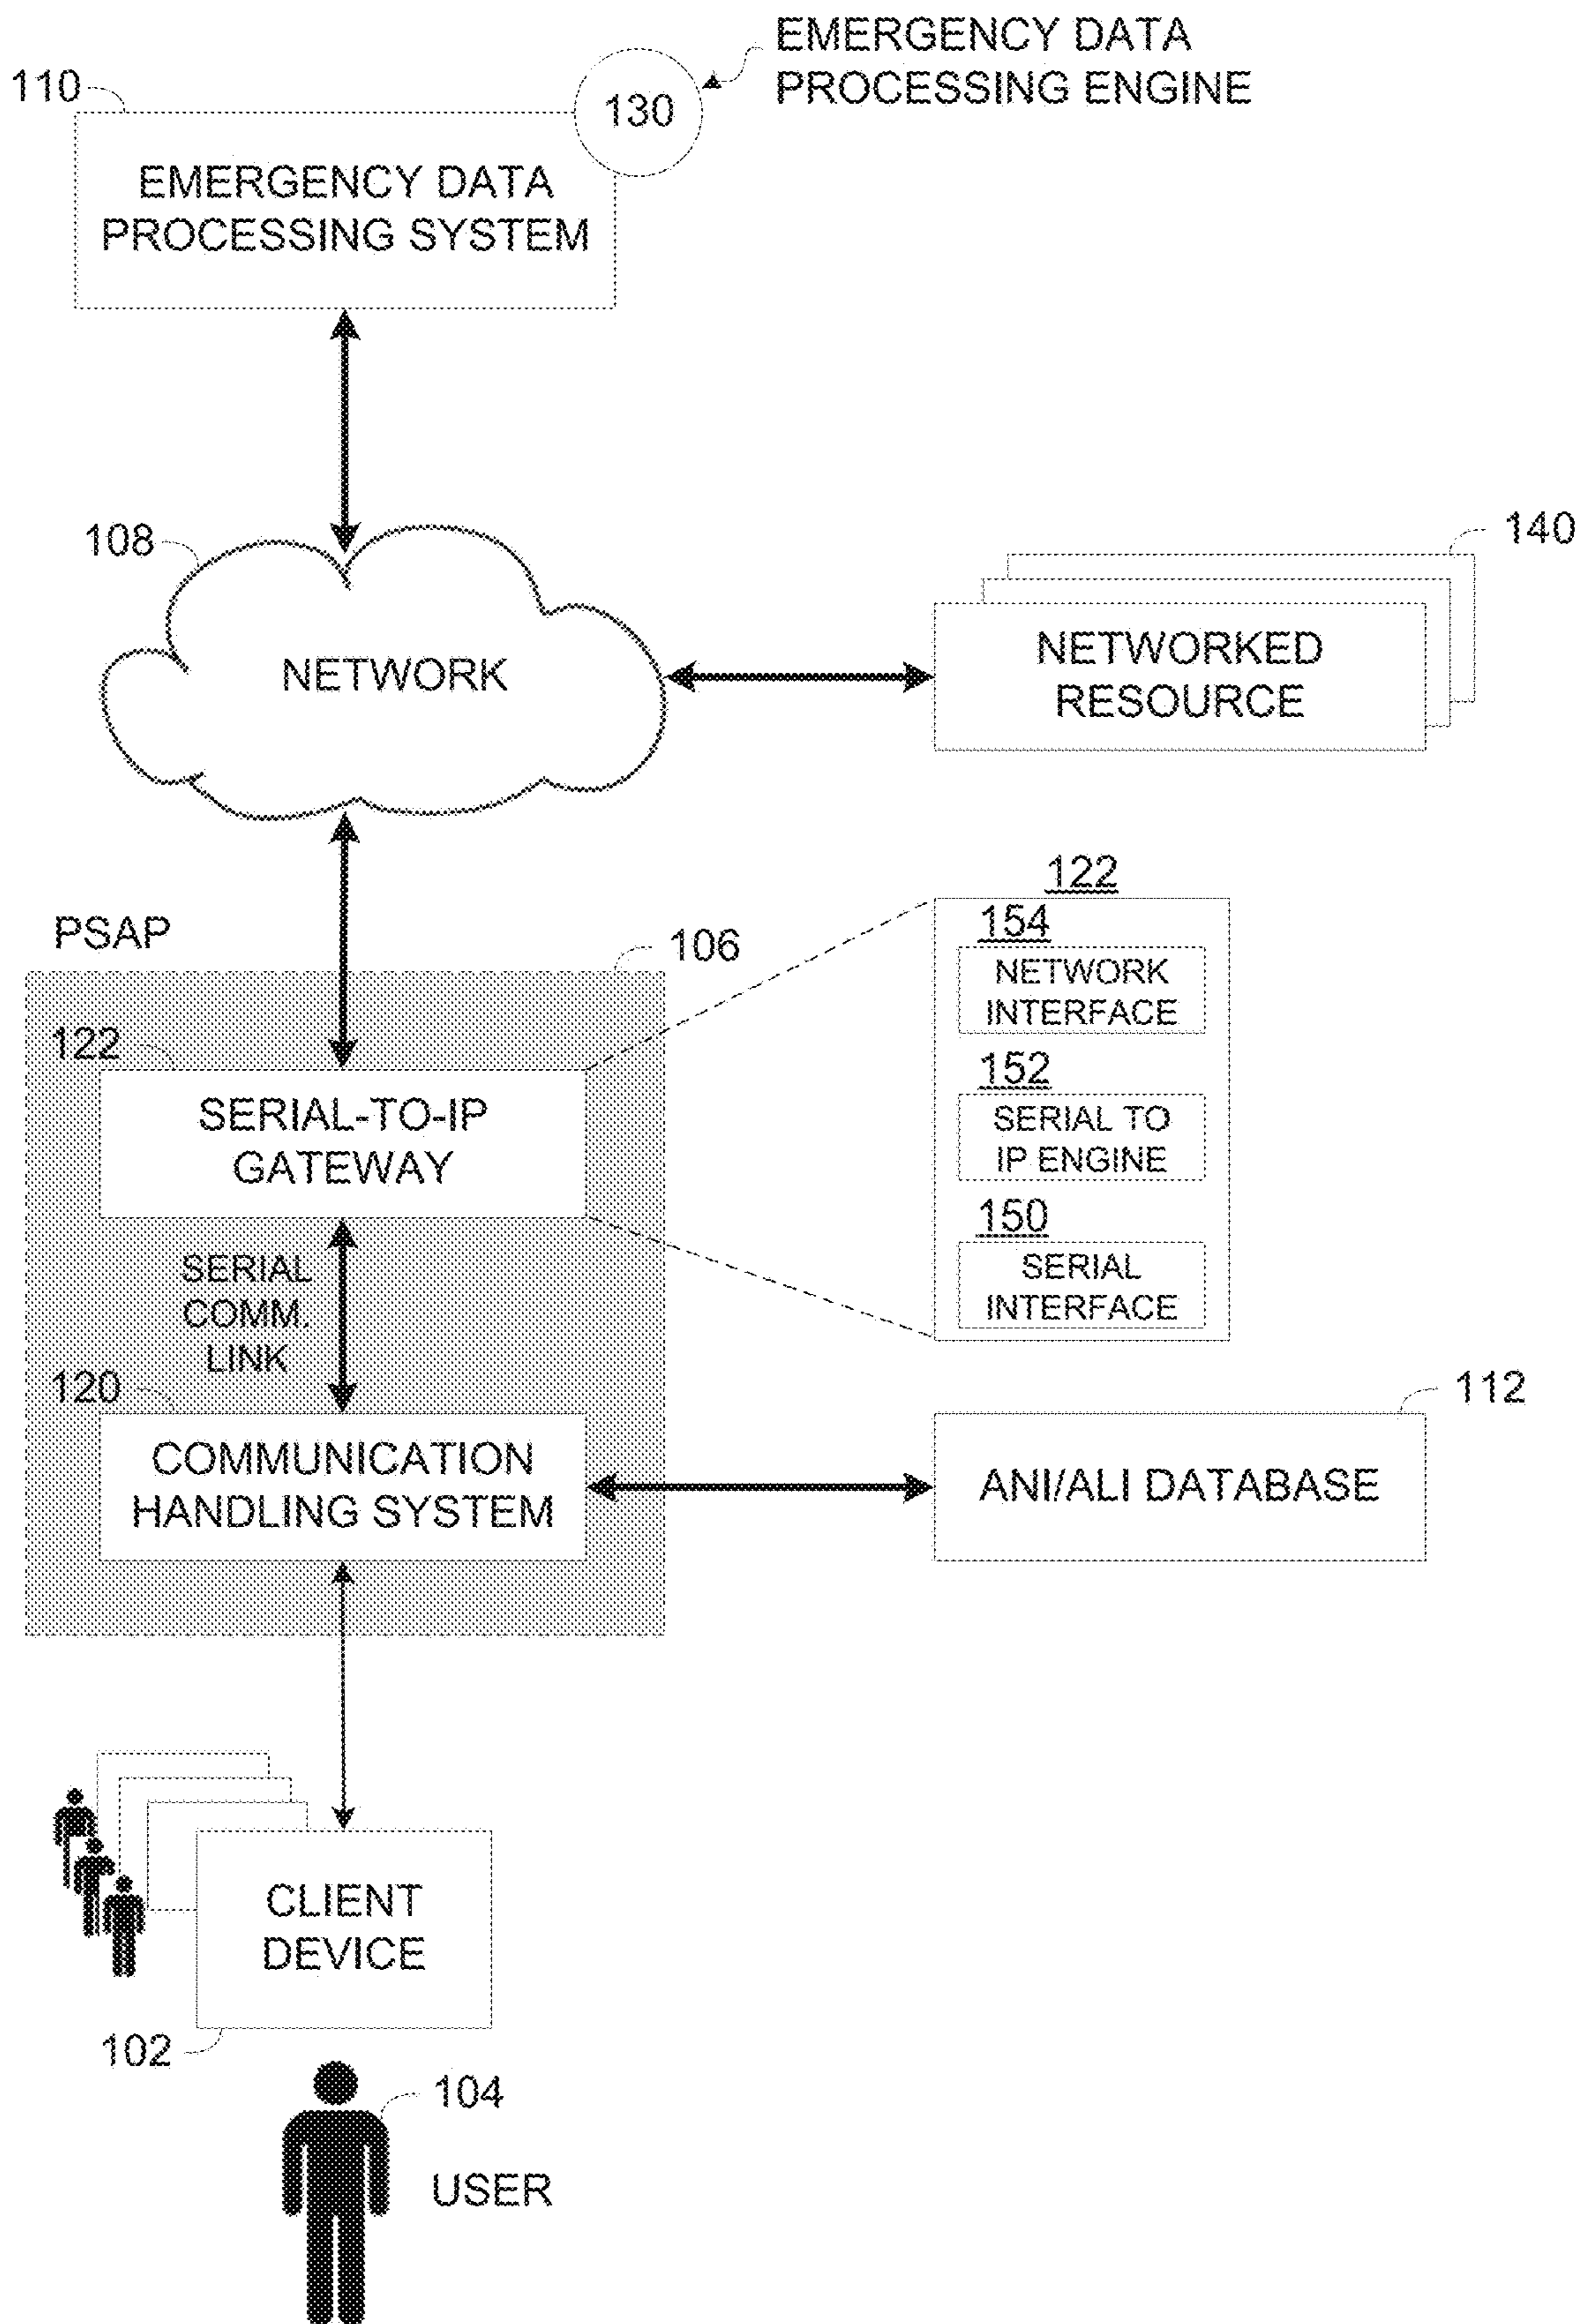 EMERGENCY DATA
PROCESSING ENGINE
110
130
EMERGENCY DATA
PROCESSING SYSTEM
108
140
NETWORK
NETWORKED
RESOURCE
PSAP
106
122
154
NETWORK
INTERFACE
122
152
SERIAL-TO-IP
GATEWAY
SERIAL TO
IP ENGINE
150
SERIAL
INTERFACE
SERIAL
COMM.
LINK
120
112
COMMUNICATION
HANDLING SYSTEM
ANI/ALI DATABASE
CLIENT
DEVICE
102
104
USER